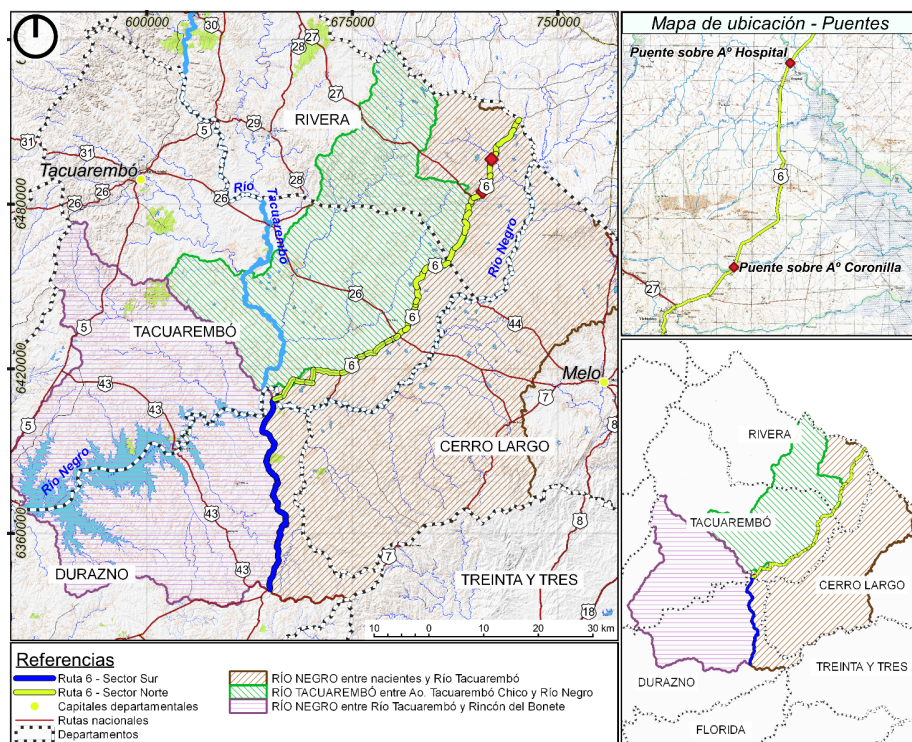 600000
675000
750000
6480000
6420000
6360000
30
27
28
27
5
29
31
31
RIVERA
Tacuarembó
26
26
26
28
Río
Tacuarembó
6
Río Negro
6
26
6
44
TACUAREMBÓ
5
43
6
Melo
7
43
5
8
CERRO LARGO
Río Negro
43
8
7
DURAZNO
43
TREINTA Y TRES
18
10
0
10
20
30 km
Mapa de ubicación - Puentes
Puente sobre Aº Hospital
6
Puente sobre Aº Coronilla
27
RIVERA
TACUAREMBÓ
CERRO LARGO
DURAZNO
TREINTA Y TRES
FLORIDA
Referencias
Ruta 6 - Sector Sur
Ruta 6 - Sector Norte
Capitales departamentales
Rutas nacionales
Departamentos
RÍO NEGRO entre nacientes y Río Tacuarembó
RÍO TACUAREMBÓ entre Ao. Tacuarembó Chico y Río Negro
RÍO NEGRO entre Río Tacuarembó y Rincón del Bonete